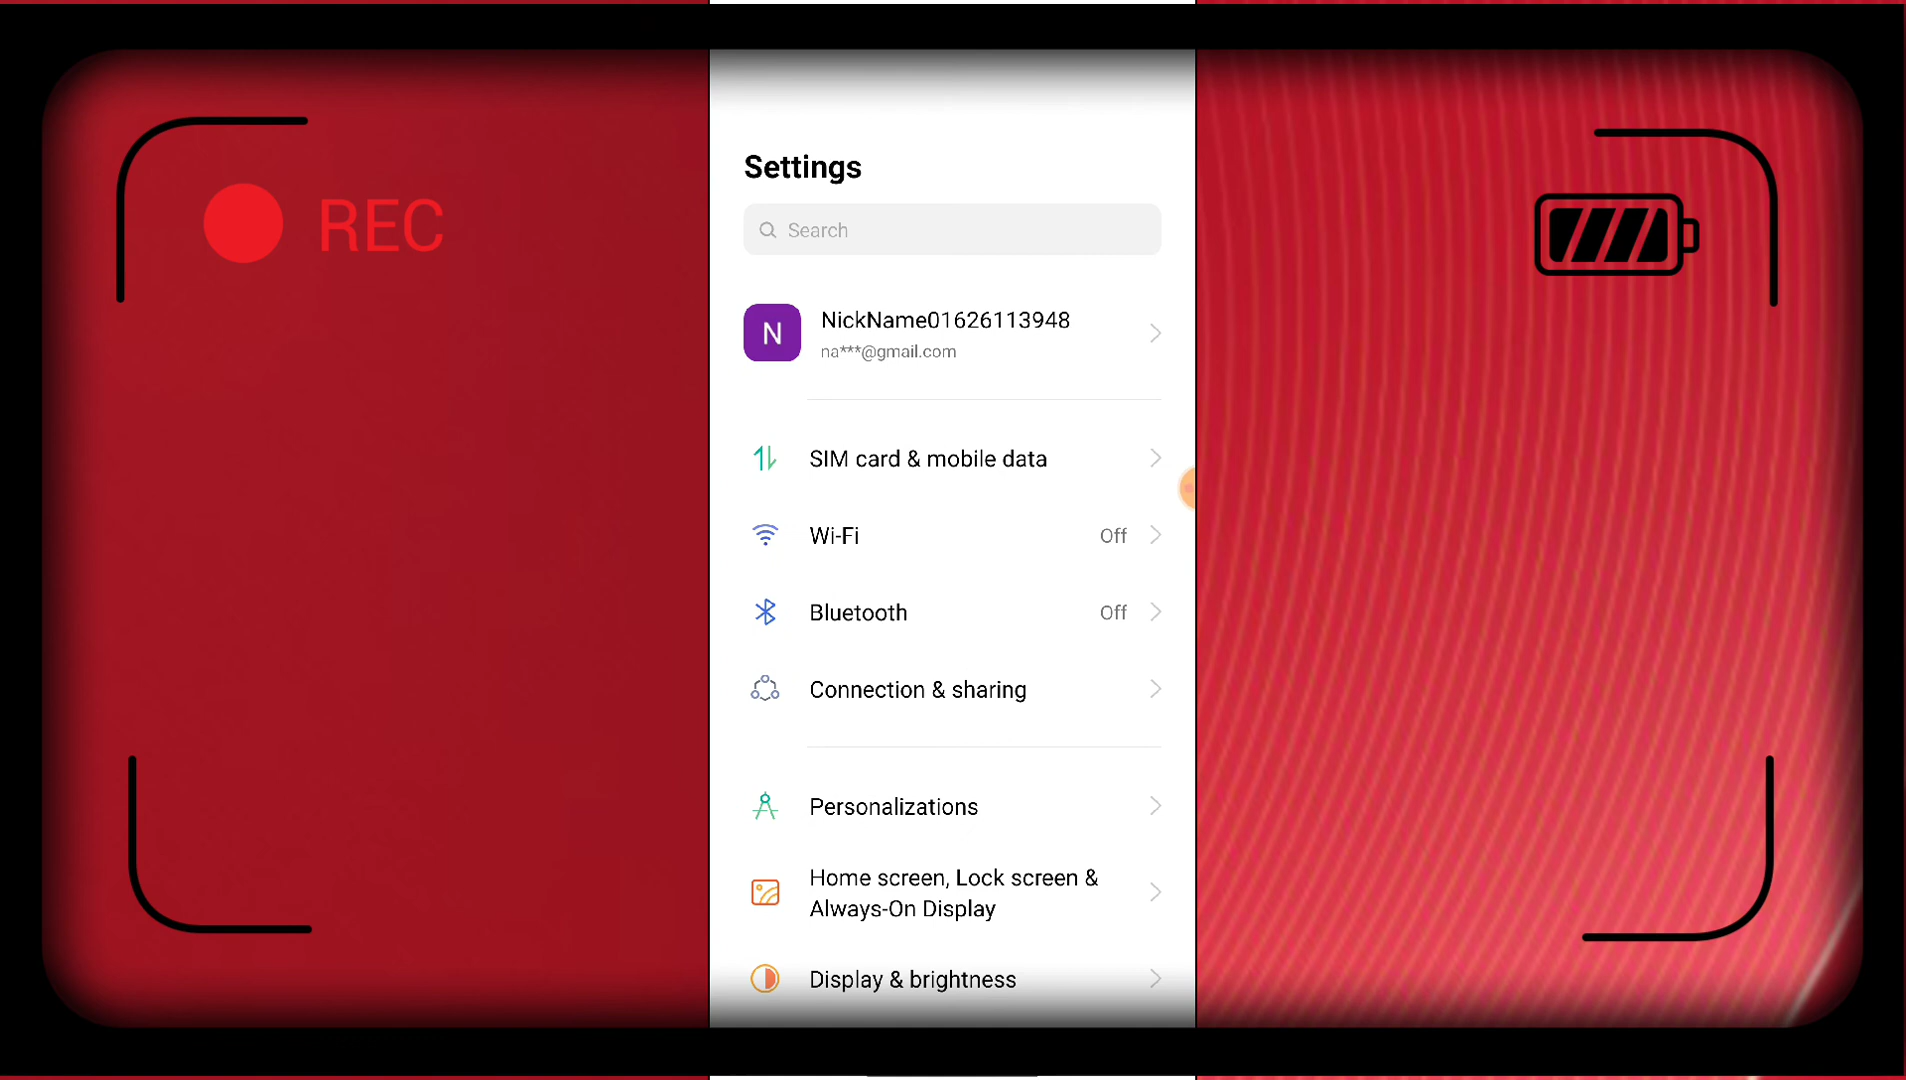 REC
Settings
Search
N
NickName01626113948
na***@gmail.com
SIM card & mobile data
Wi-Fi Off
Bluetooth Off
Connection & sharing
Personalizations
Home screen, Lock screen &
Always-On Display
Display & brightness